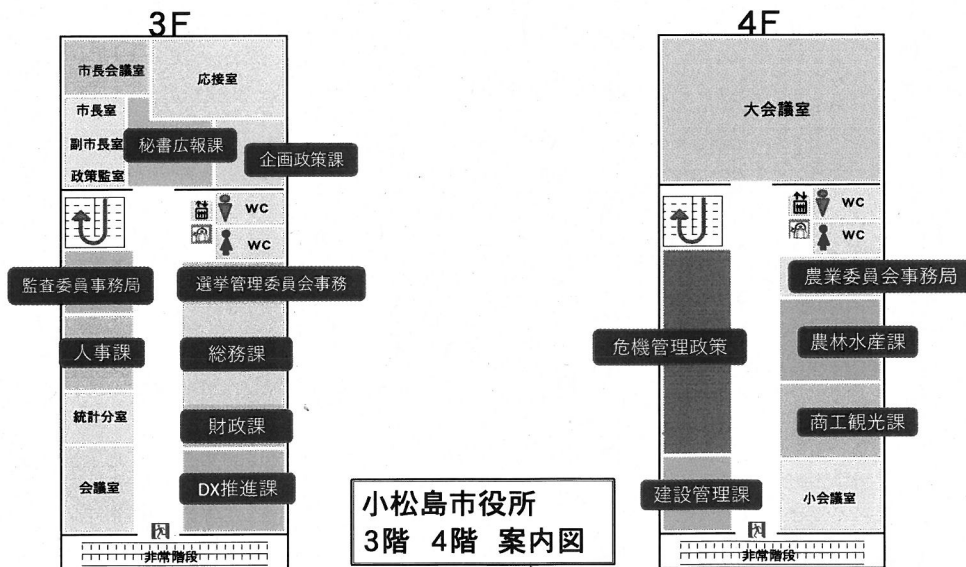 3F
市長会議室
応接室
市長室
副市長室
政策監室
秘書広報課
企画政策課
WC
WC
監査委員事務局
選挙管理委員会事務
人事課
総務課
統計分室
財政課
会議室
DX推進課
非常階段
小松島市役所
3階 4階 案内図
4F
大会議室
WC
WC
農業委員会事務局
危機管理政策
農林水産課
商工観光課
建設管理課
小会議室
非常階段